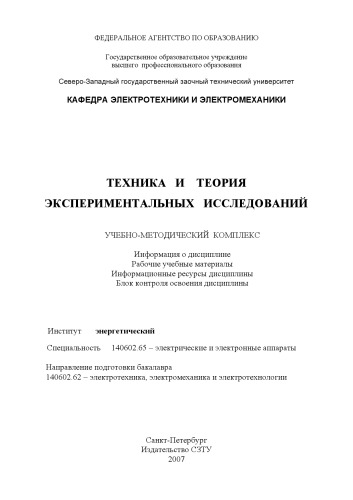 ФЕДЕРАЛЬНОЕ АГЕНТСТВО ПО ОБРАЗОВАНИЮ
Государственное образовательное учреждение
высшего профессионального образования
Северо-Западный государственный заочный технический университет
КАФЕДРА ЭЛЕКТРОТЕХНИКИ И ЭЛЕКТРОМЕХАНИКИ
ТЕХНИКА И ТЕОРИЯ
ЭКСПЕРИМЕНТАЛЬНЫХ ИССЛЕДОВАНИЙ
УЧЕБНО-МЕТОДИЧЕСКИЙ КОМПЛЕКС
Информация о дисциплине
Рабочие учебные материалы
Информационные ресурсы дисциплины
Блок контроля освоения дисциплины
Институт энергетический
Специальность 140602.65 – электрические и электронные аппараты
Направление подготовки бакалавра
140602.62 – электротехника, электромеханика и электротехнологии
Санкт-Петербург
Издательство СЗТУ
2007